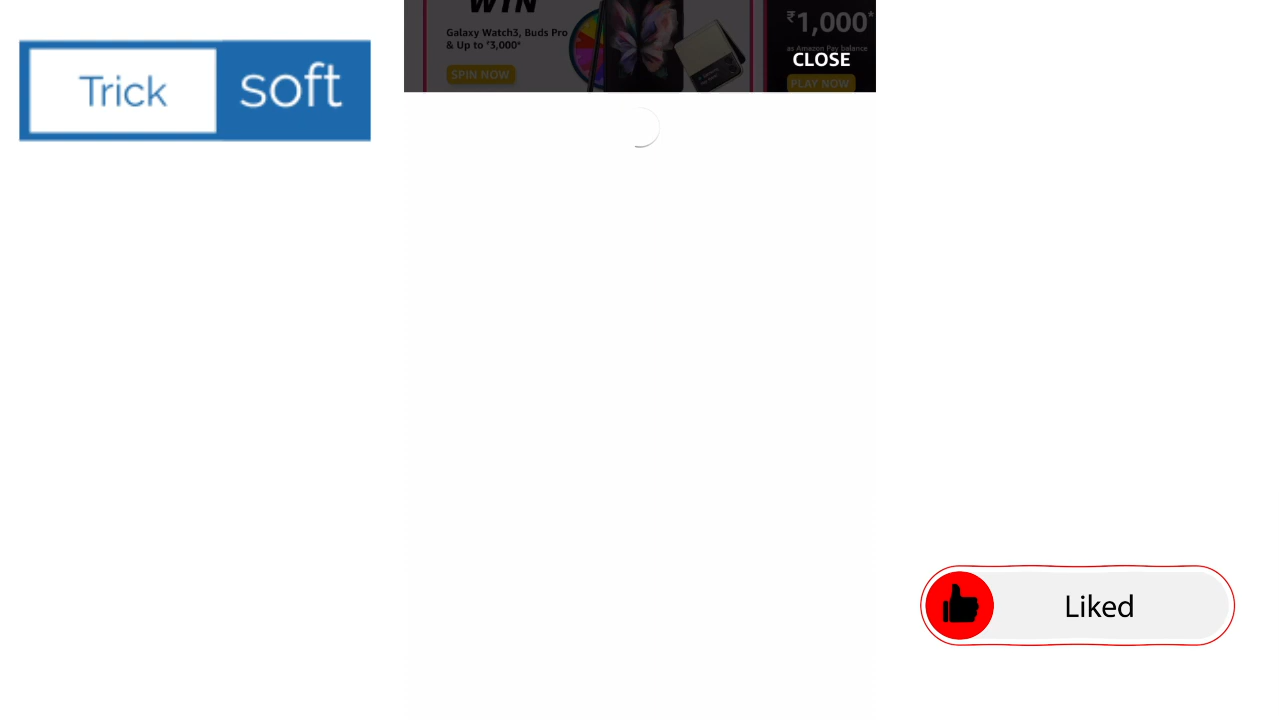 Trick soft
WIN
Galaxy Watch3, Buds Pro
& Up to ₹3,000*
SPIN NOW
₹1,000*
as Amazon Pay balance
CLOSE
PLAY NOW
Liked